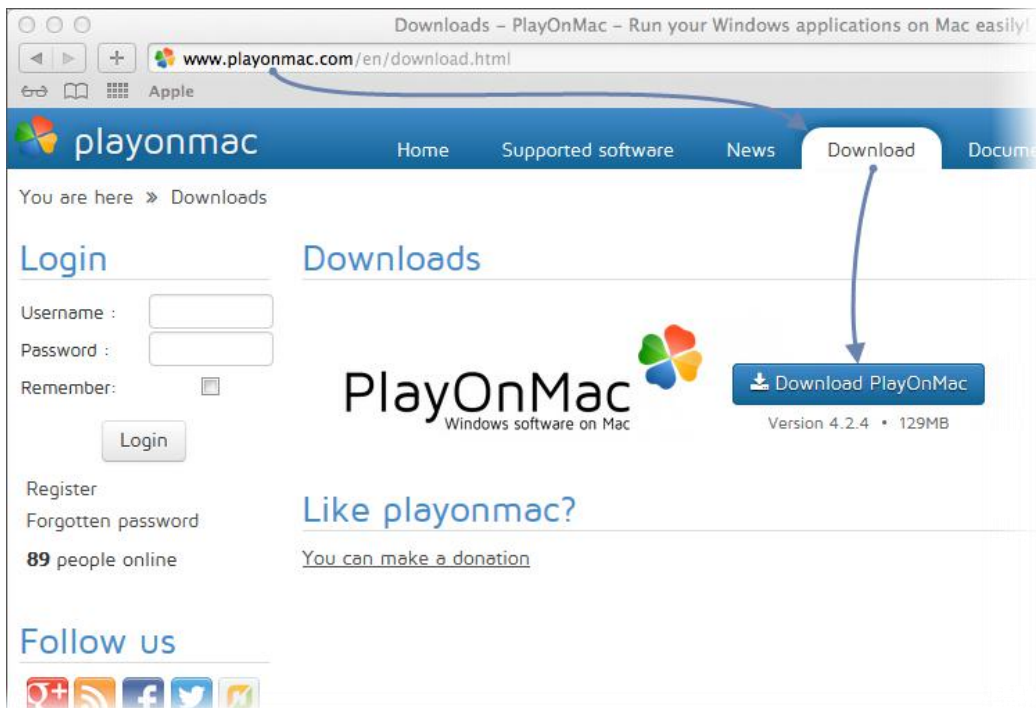 Downloads – PlayOnMac – Run your Windows applications on Mac easily!
www.playonmac.com/en/download.html
Apple
playonmac
Home Supported software News Download Docume
You are here » Downloads
Login
Username :
Password :
Remember:
Login
Register
Forgotten password
89 people online
Follow us
g+
f
Downloads
PlayOnMac
Windows software on Mac
Download PlayOnMac
Version 4.2.4 • 129MB
Like playonmac?
You can make a donation